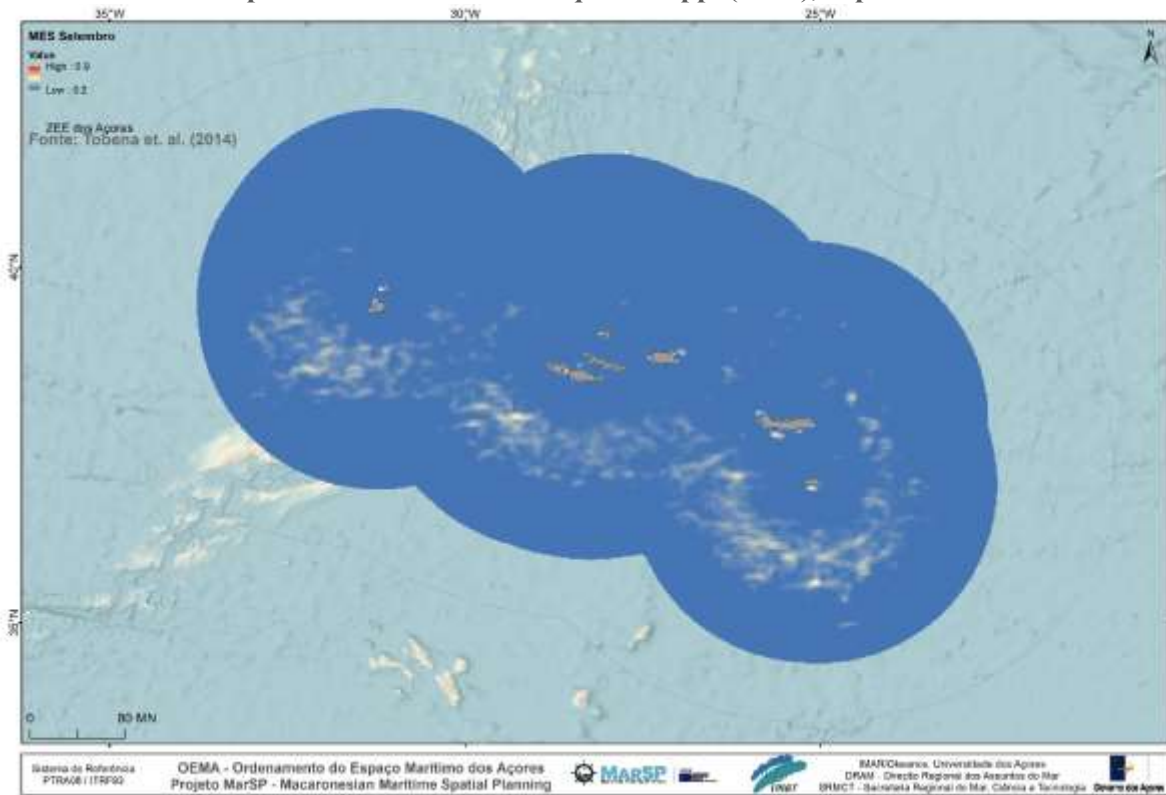 35°W 30°W 25°W
MES Setembro
Value
High : 0.9
Low : 0.2
ZEE dos Açores
Fonte: Tobena et. al. (2014)
N
40°N
35°N
0 80 MN
Sistema de Referência
PTRA08 / ITRF93
OEMA - Ordenamento do Espaço Marítimo dos Açores
Projeto MarSP - Macaronesian Maritime Spatial Planning
MARSP
IMAR/Okeanos, Universidade dos Açores
DRAM - Direção Regional dos Assuntos do Mar
SRMCT - Secretaria Regional do Mar, Ciência e Tecnologia
Governo dos Açores